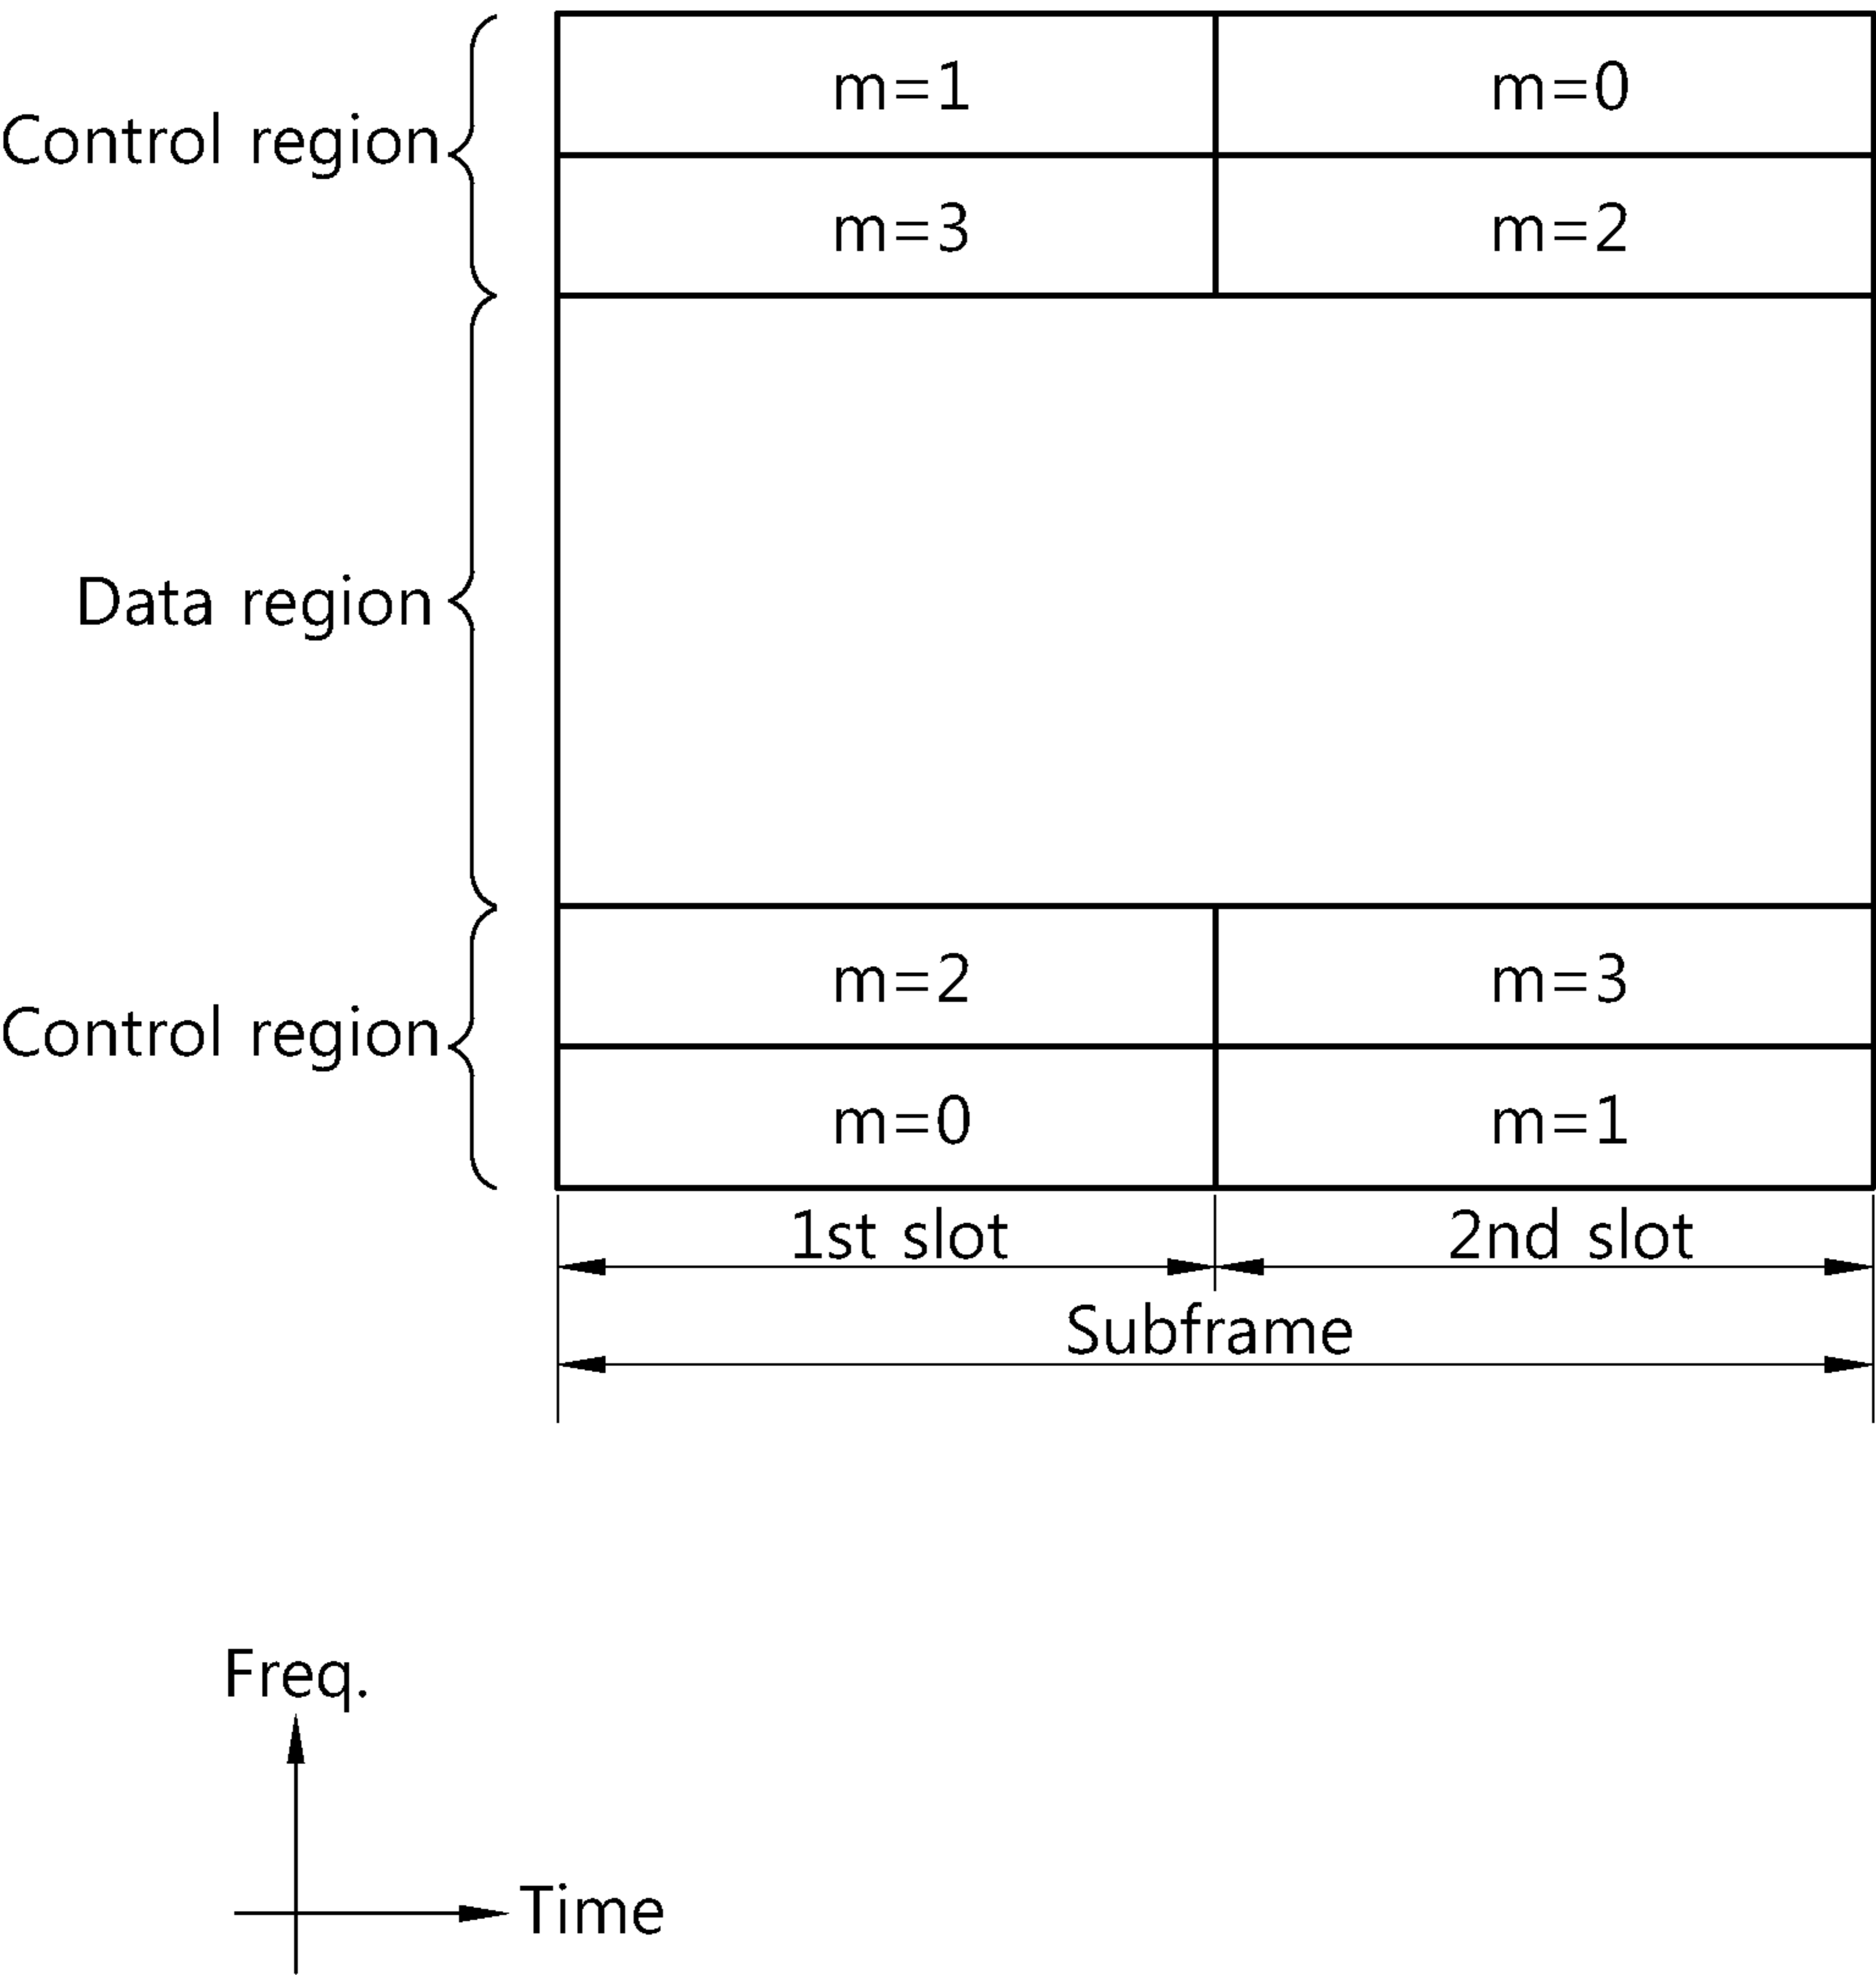 m=1 m=0
Control region
m=3 m=2
Data region
m=2 m=3
Control region
m=0 m=1
1st slot 2nd slot
Subframe
Freq.
Time